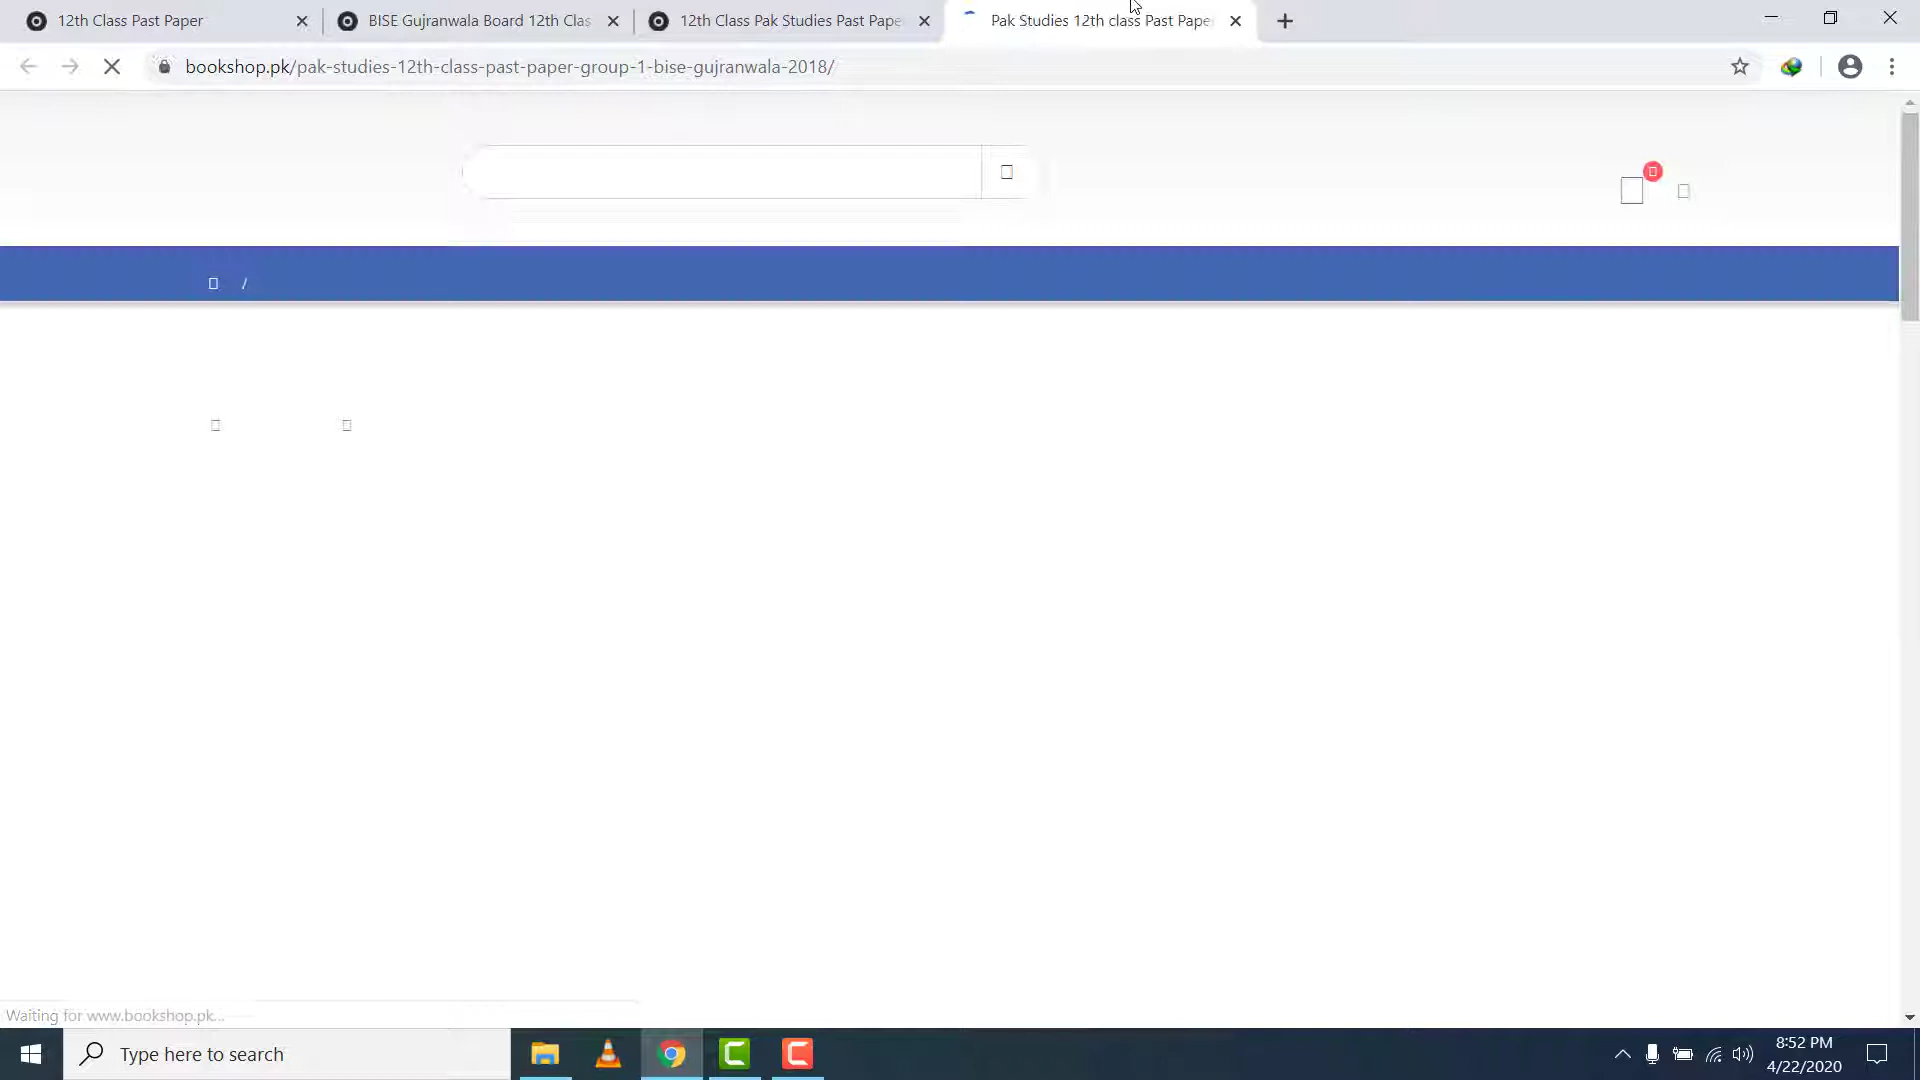 12th Class Past Paper
BISE Gujranwala Board 12th Clas
12th Class Pak Studies Past Pape
Pak Studies 12th class Past Pape
bookshop.pk/pak-studies-12th-class-past-paper-group-1-bise-gujranwala-2018/
/
Waiting for www.bookshop.pk...
Type here to search
8:52 PM
4/22/2020